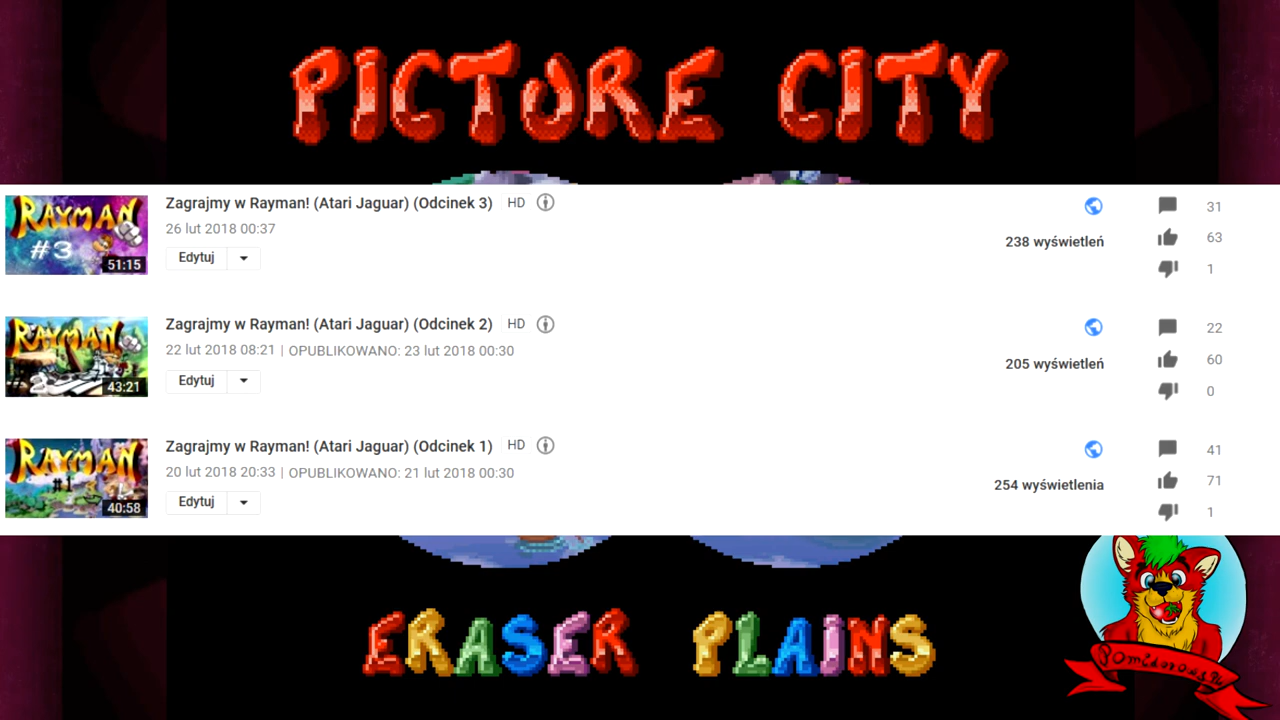 PICTURE CITY
RAYMAN
#3
51:15
Zagrajmy w Rayman! (Atari Jaguar) (Odcinek 3) HD
26 lut 2018 00:37
Edytuj
238 wyświetleń
31
63
1
RAYMAN
43:21
Zagrajmy w Rayman! (Atari Jaguar) (Odcinek 2) HD
22 lut 2018 08:21 | OPUBLIKOWANO: 23 lut 2018 00:30
Edytuj
205 wyświetleń
22
60
0
RAYMAN
#1
40:58
Zagrajmy w Rayman! (Atari Jaguar) (Odcinek 1) HD
20 lut 2018 20:33 | OPUBLIKOWANO: 21 lut 2018 00:30
Edytuj
254 wyświetlenia
41
71
1
ERASER PLAINS